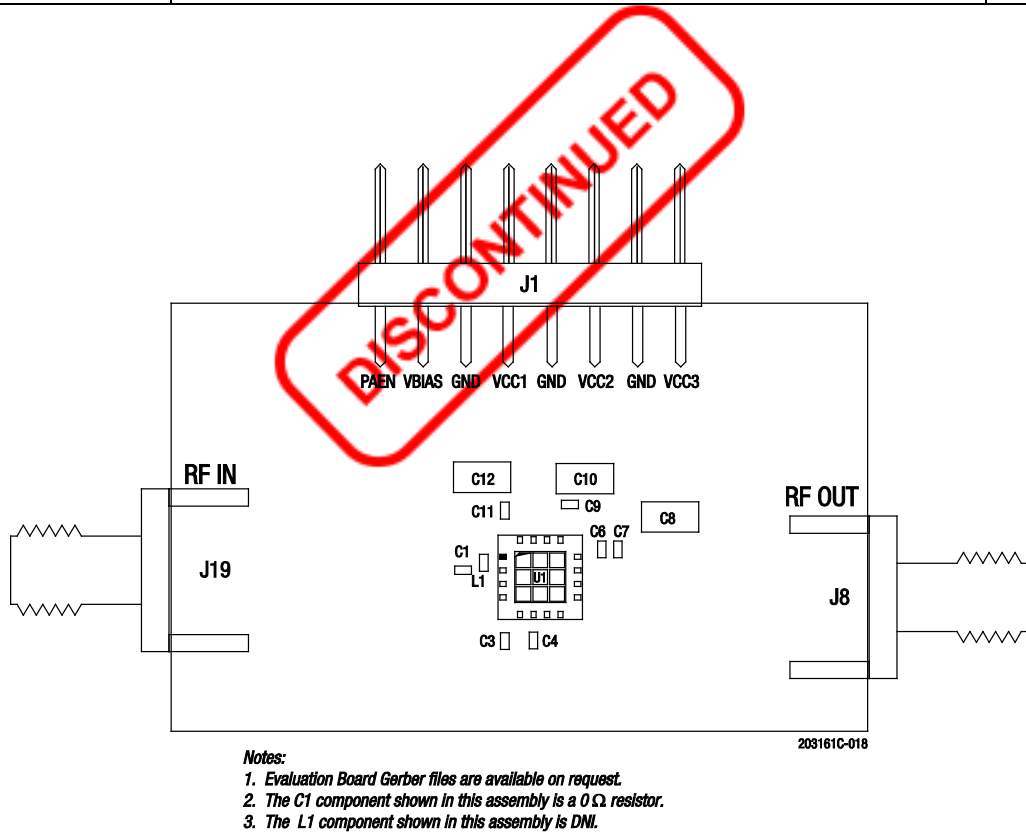 DISCONTINUED
J1
PAEN VBIAS GND VCC1 GND VCC2 GND VCC3
RF IN
C12
C10
RF OUT
C11
C9
C8
C6 C7
C1
L1
U1
J19
J8
C3
C4
203161C-018
Notes:
1. Evaluation Board Gerber files are available on request.
2. The C1 component shown in this assembly is a 0 Ω resistor.
3. The L1 component shown in this assembly is DNI.